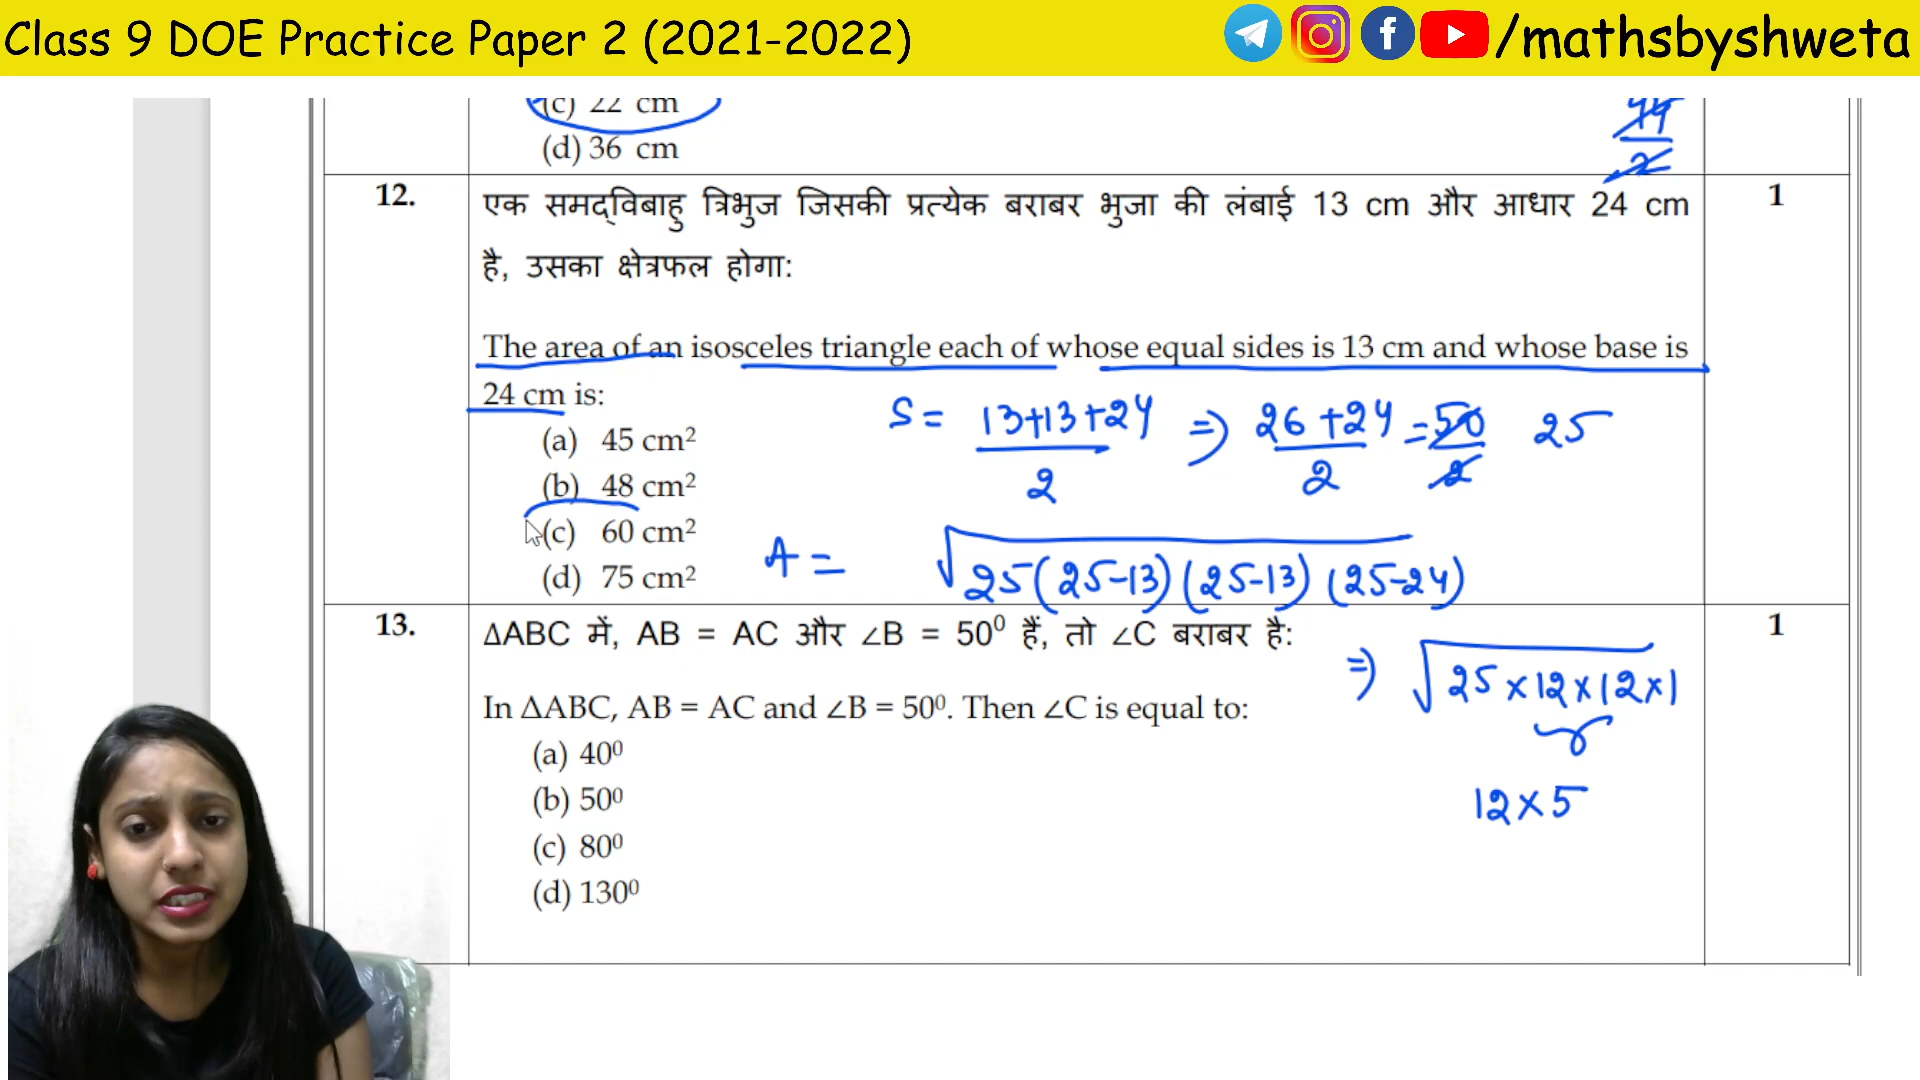 Class 9 DOE Practice Paper 2 (2021-2022)
/mathsbyshweta
(c) 22 cm
(d) 36 cm
44
2
12.
एक समद्विबाहु त्रिभुज जिसकी प्रत्येक बराबर भुजा की लंबाई 13 cm और आधार 24 cm
1
है, उसका क्षेत्रफल होगा:
The area of an isosceles triangle each of whose equal sides is 13 cm and whose base is
24 cm is:
S = 13+13+24 ⇒ 26+24 = 50 25
2 2 2
(a) 45 cm²
(b) 48 cm²
(c) 60 cm²
(d) 75 cm²
A = √25(25-13)(25-13)(25-24)
13.
ΔABC में, AB = AC और ∠B = 50⁰ हैं, तो ∠C बराबर है:
1
⇒ √25×12×12×1
In ΔABC, AB = AC and ∠B = 50⁰. Then ∠C is equal to:
(a) 40⁰
(b) 50⁰
12×5
(c) 80⁰
(d) 130⁰